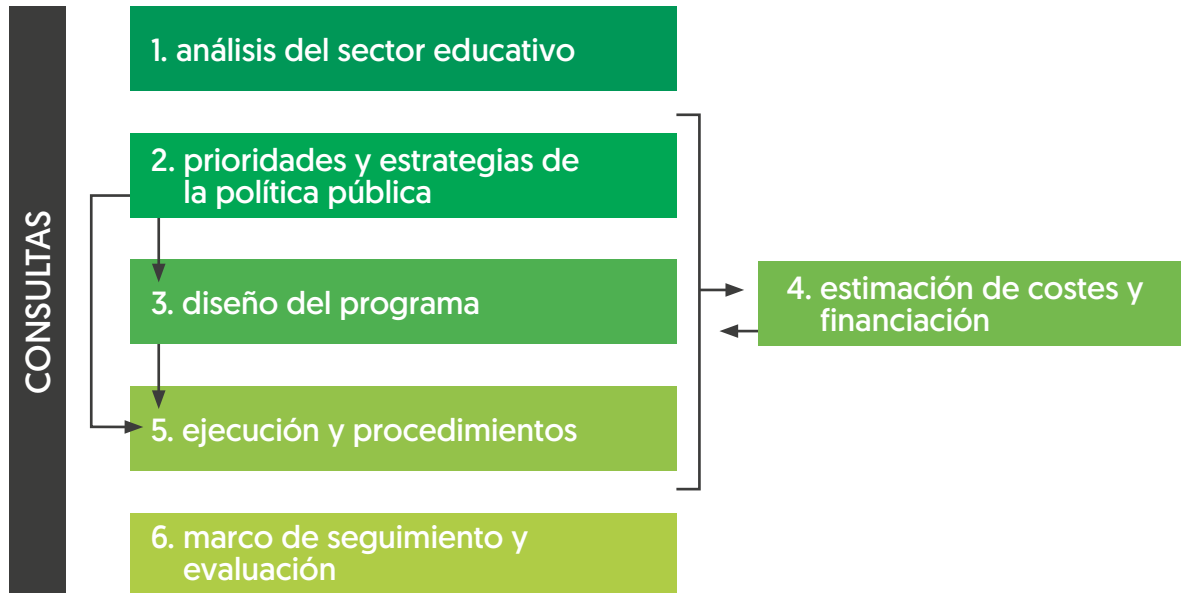 CONSULTAS
1. análisis del sector educativo
2. prioridades y estrategias de
la política pública
3. diseño del programa
4. estimación de costes y
financiación
5. ejecución y procedimientos
6. marco de seguimiento y
evaluación